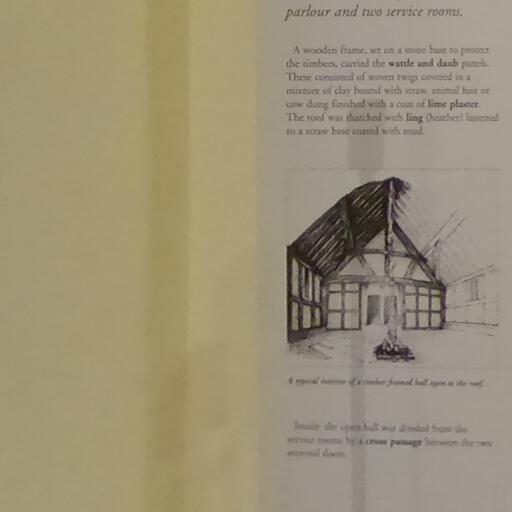 parlour and two service rooms.
A wooden frame, set on a stone base to protect
the timbers, carried the wattle and daub panels.
These consisted of woven twigs covered in a
mixture of clay bound with straw, animal hair or
cow dung finished with a coat of lime plaster.
The roof was thatched with ling (heather) fastened
to a straw base coated with mud.
A typical interior of a timber framed hall open to the roof.
Inside, the open hall was divided from the
service rooms by a cross passage between the two
external doors.